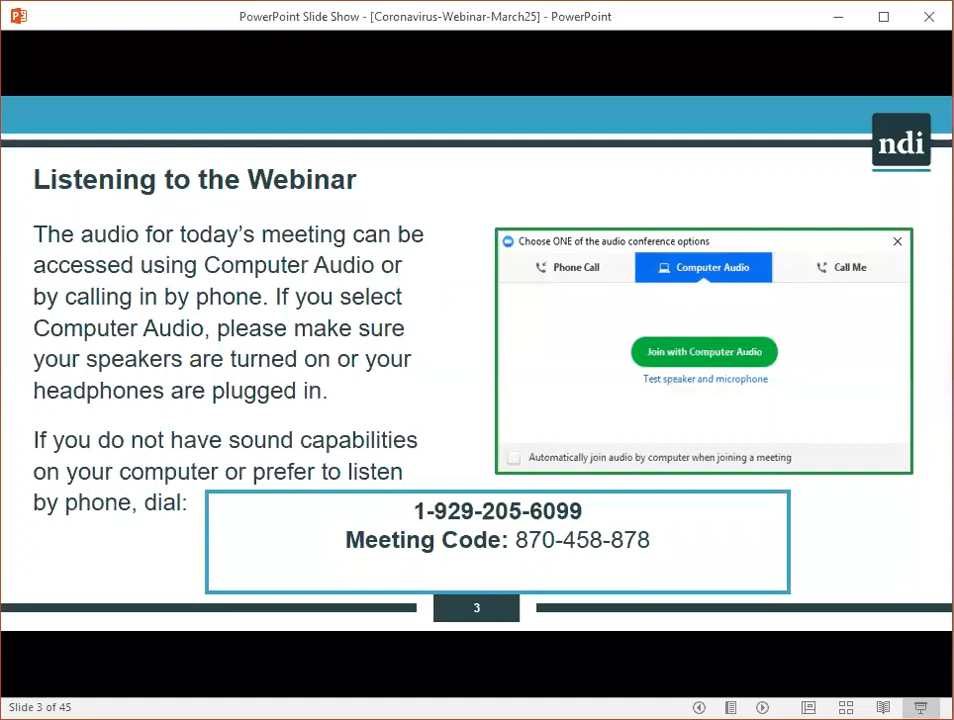 PowerPoint Slide Show - [Coronavirus-Webinar-March25] - PowerPoint
ndi
Listening to the Webinar
The audio for today's meeting can be
accessed using Computer Audio or
by calling in by phone. If you select
Computer Audio, please make sure
your speakers are turned on or your
headphones are plugged in.
If you do not have sound capabilities
on your computer or prefer to listen
by phone, dial:
Choose ONE of the audio conference options
Phone Call
Computer Audio
Call Me
Join with Computer Audio
Test speaker and microphone
Automatically join audio by computer when joining a meeting
1-929-205-6099
Meeting Code: 870-458-878
3
Slide 3 of 45